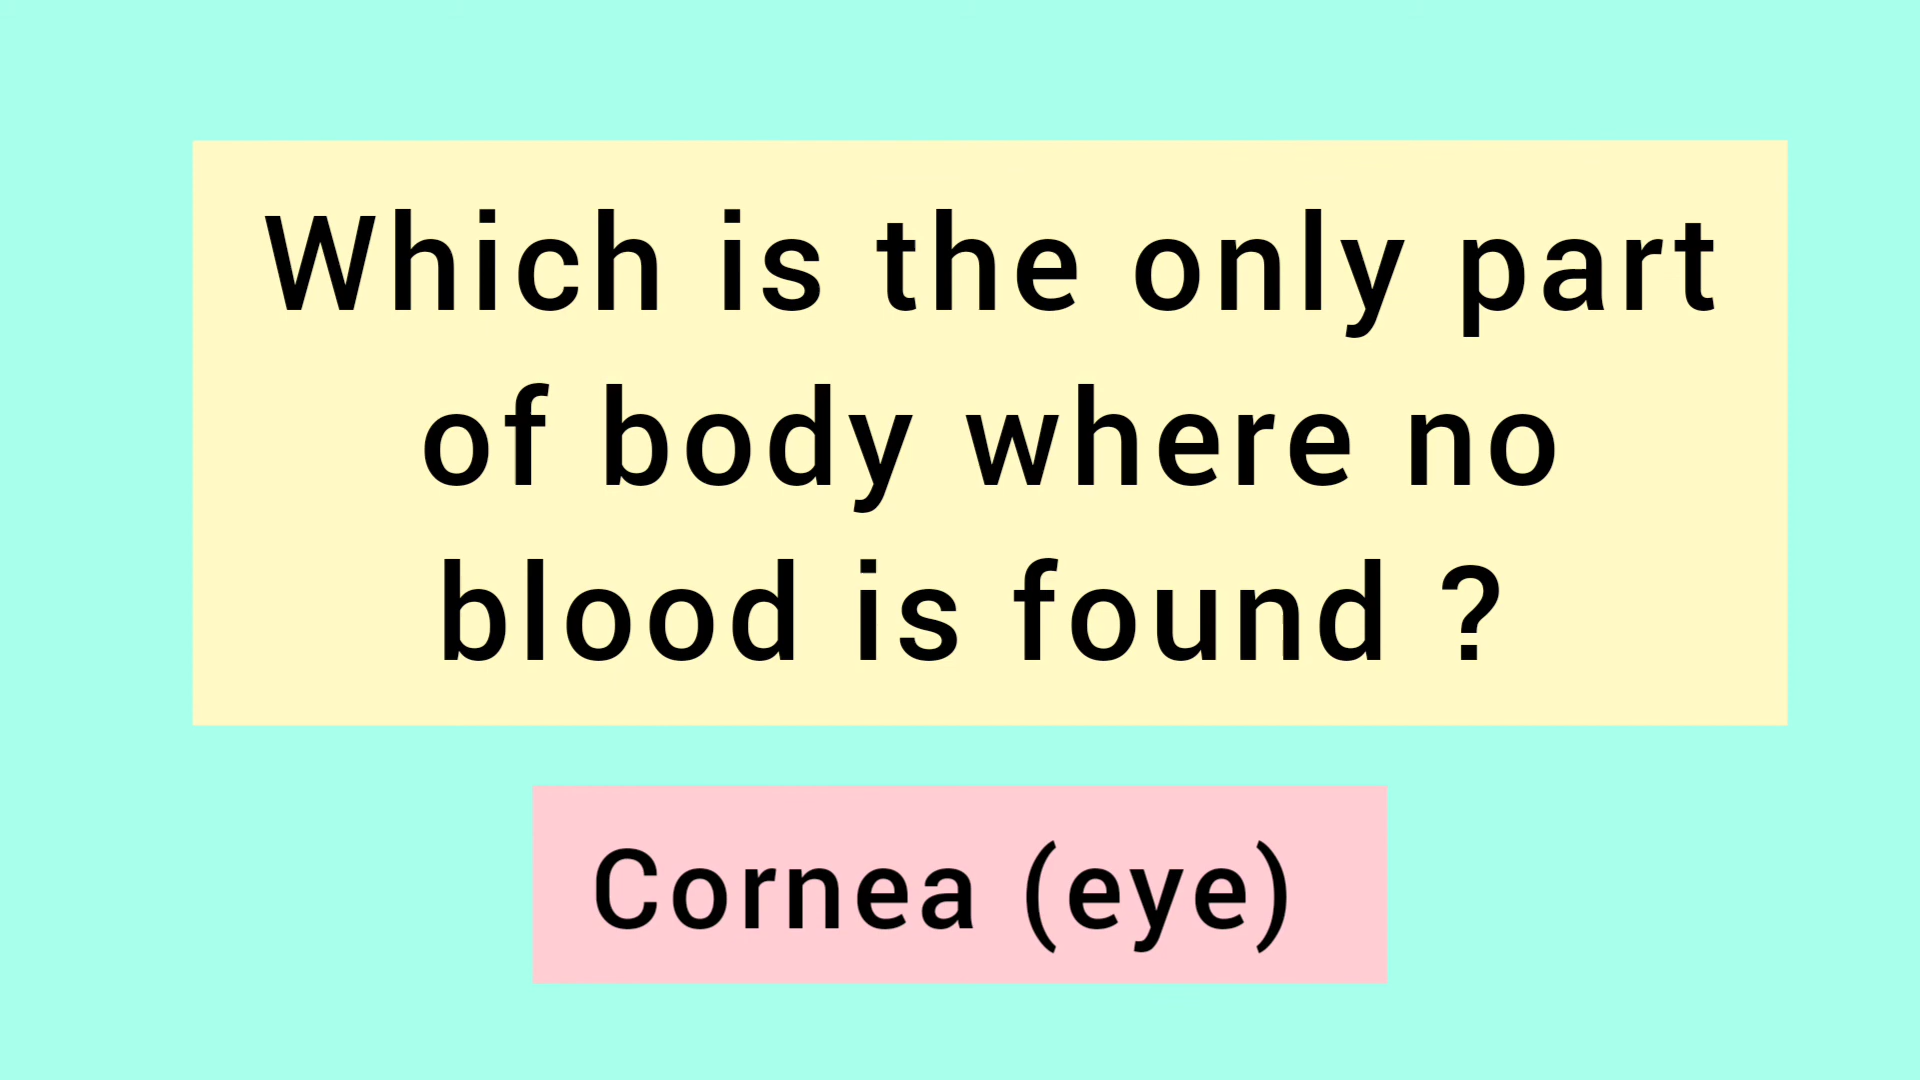 Which is the only part
of body where no
blood is found ?
Cornea (eye)